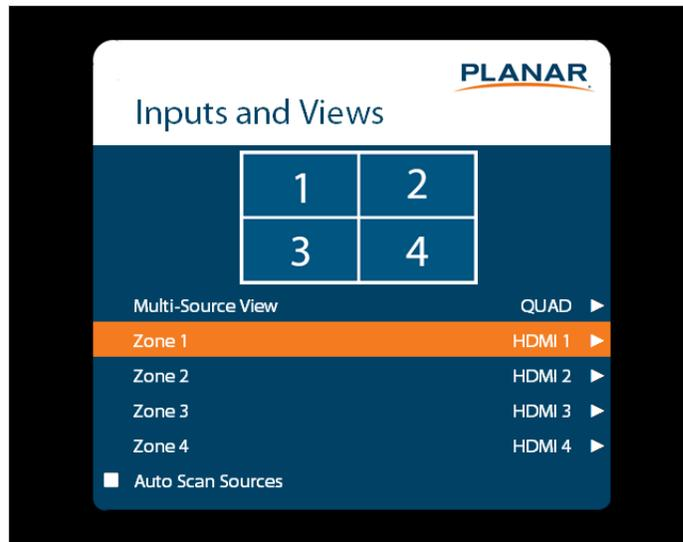 PLANAR
Inputs and Views
1 2
3 4
Multi-Source View QUAD
Zone 1 HDMI 1
Zone 2 HDMI 2
Zone 3 HDMI 3
Zone 4 HDMI 4
Auto Scan Sources